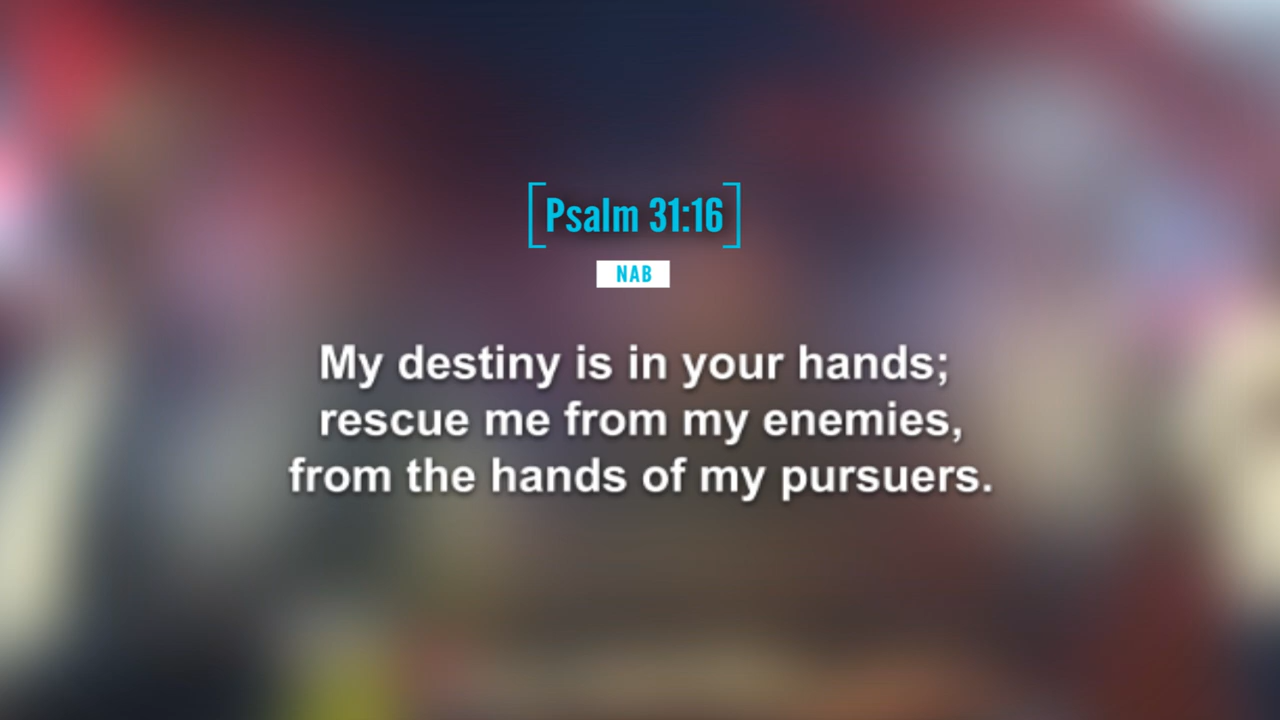 Psalm 31:16
NAB
My destiny is in your hands;
rescue me from my enemies,
from the hands of my pursuers.